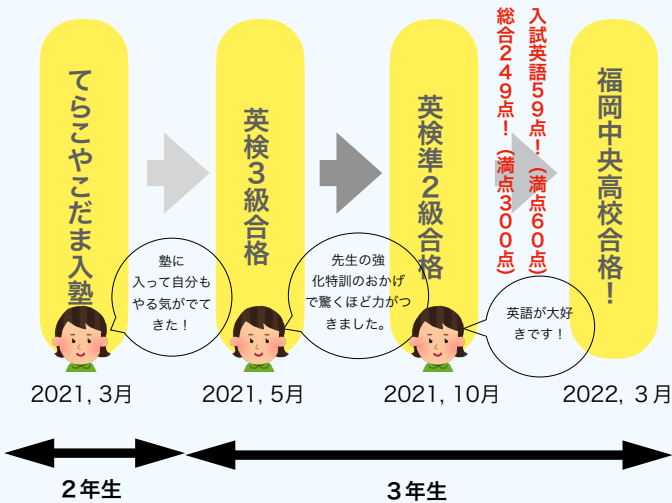 てらこやこだま入塾
英検３級合格
英検準２級合格
入試英語５９点！（満点６０点）
総合２４９点！（満点３００点）
福岡中央高校合格！
塾に
入って自分も
やる気がでて
きた！
先生の強
化特訓のおかげ
で驚くほど力がつ
きました。
英語が大好
きです！
2021, 3月
2021, 5月
2021, 10月
2022, ３月
２年生
３年生